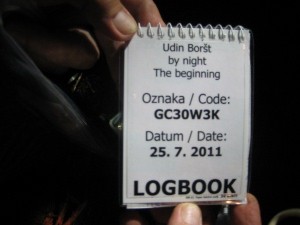 Udin Boršt
by night
The beginning
Oznaka / Code:
GC30W3K
Datum / Date:
25. 7. 2011
LOGBOOK